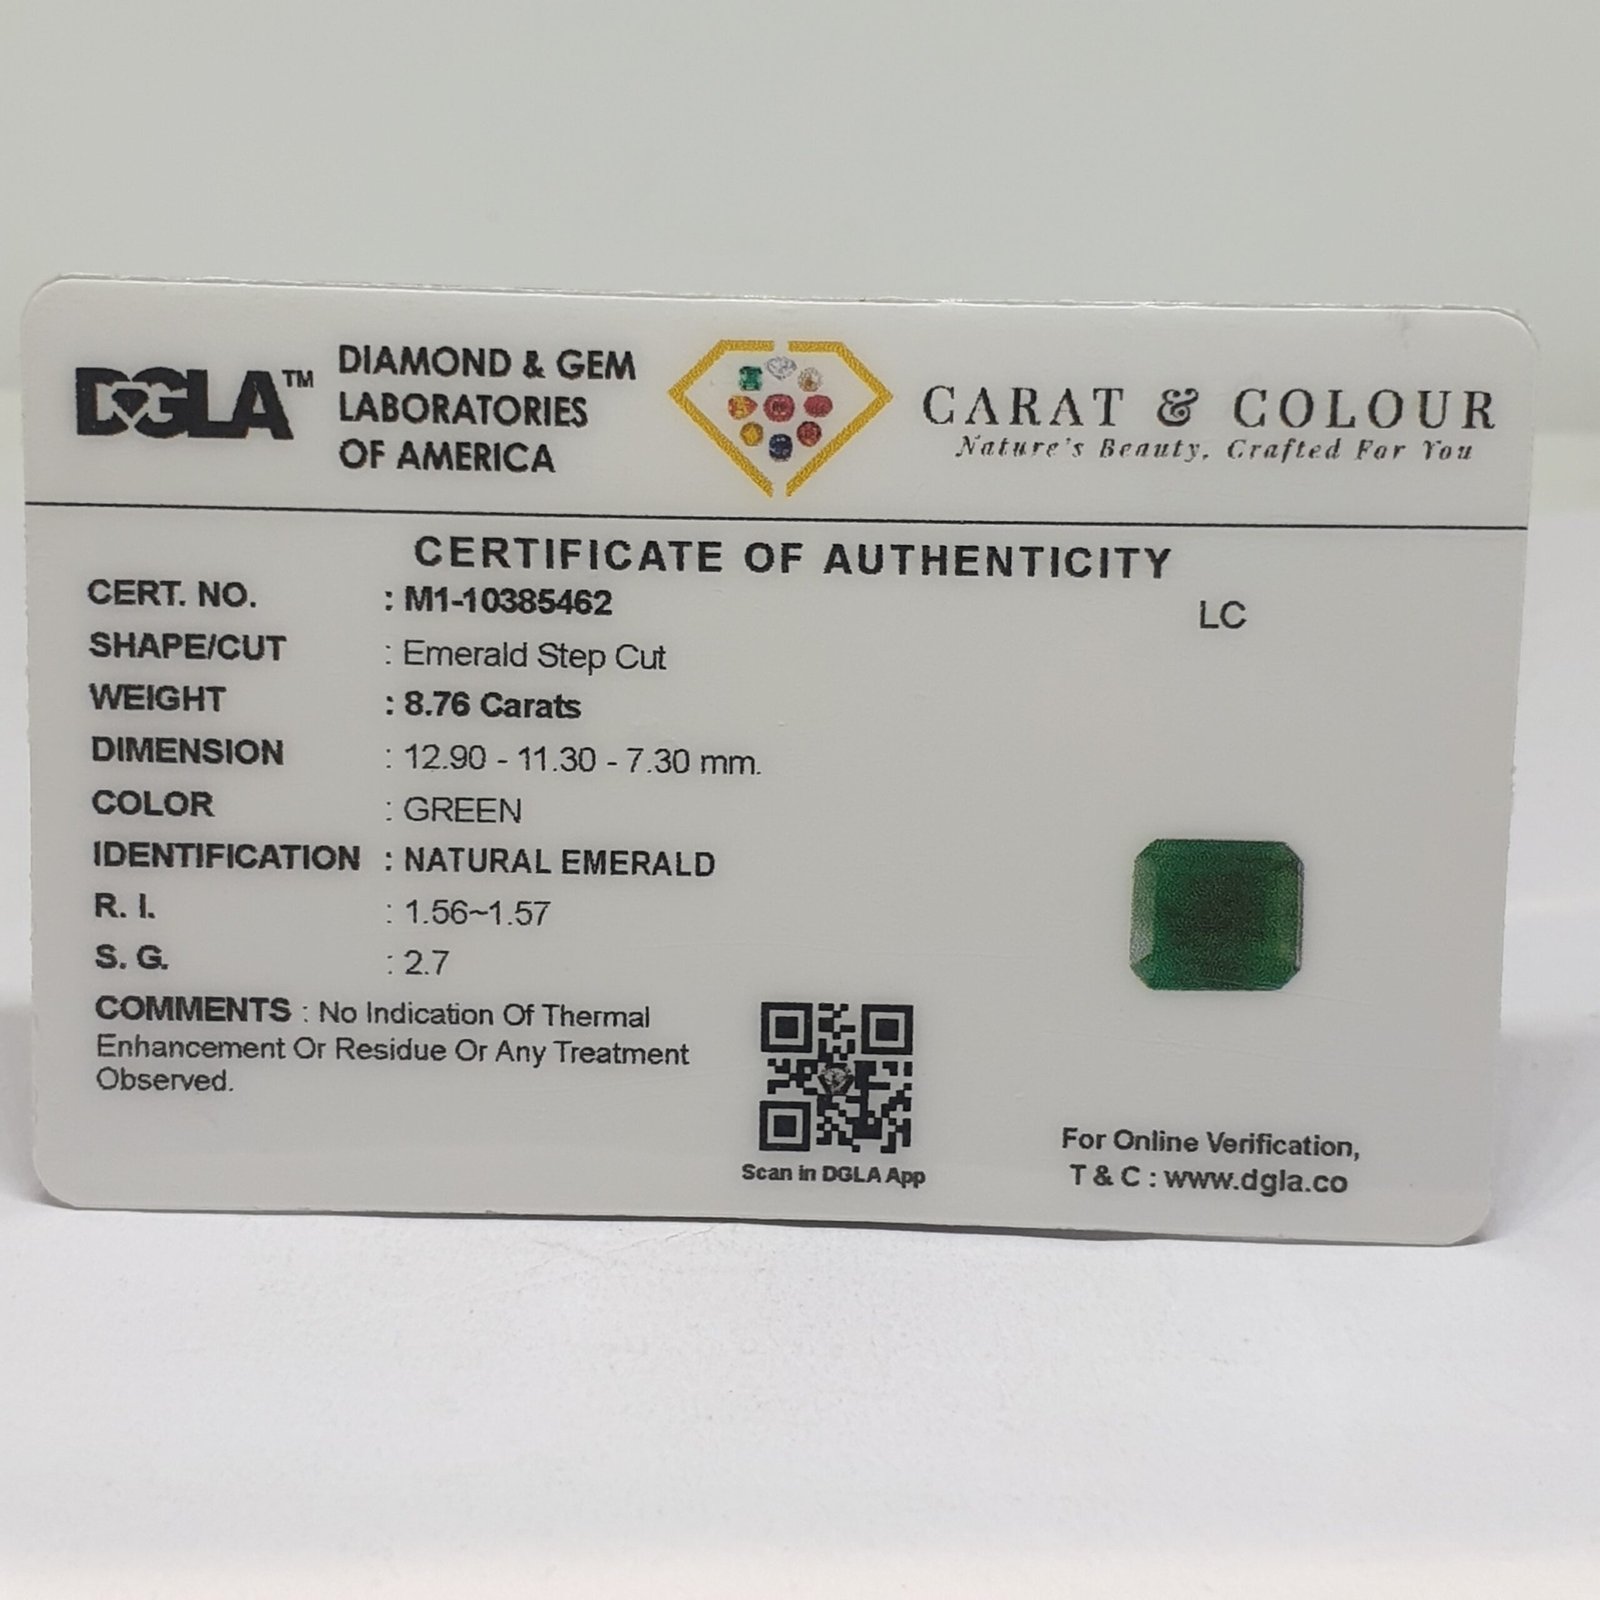 DGLA™
DIAMOND & GEM
LABORATORIES
OF AMERICA
CARAT & COLOUR
Nature's Beauty, Crafted For You
CERTIFICATE OF AUTHENTICITY
CERT. NO. : M1-10385462
LC
SHAPE/CUT : Emerald Step Cut
WEIGHT : 8.76 Carats
DIMENSION : 12.90 - 11.30 - 7.30 mm.
COLOR : GREEN
IDENTIFICATION : NATURAL EMERALD
R. I. : 1.56~1.57
S. G. : 2.7
COMMENTS : No Indication Of Thermal
Enhancement Or Residue Or Any Treatment
Observed.
Scan in DGLA App
For Online Verification,
T & C : www.dgla.co